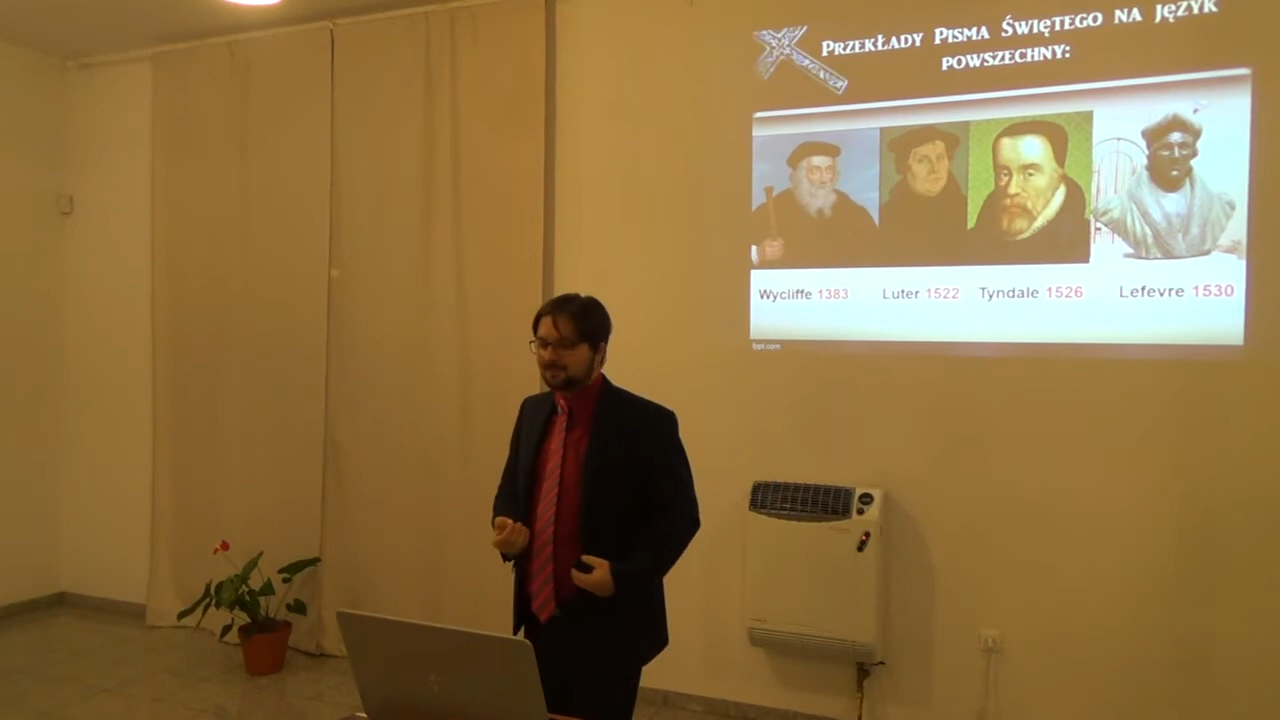 Przekłady Pisma Świętego na język
powszechny:
Wycliffe 1383 Luter 1522 Tyndale 1526 Lefevre 1530
fppt.com